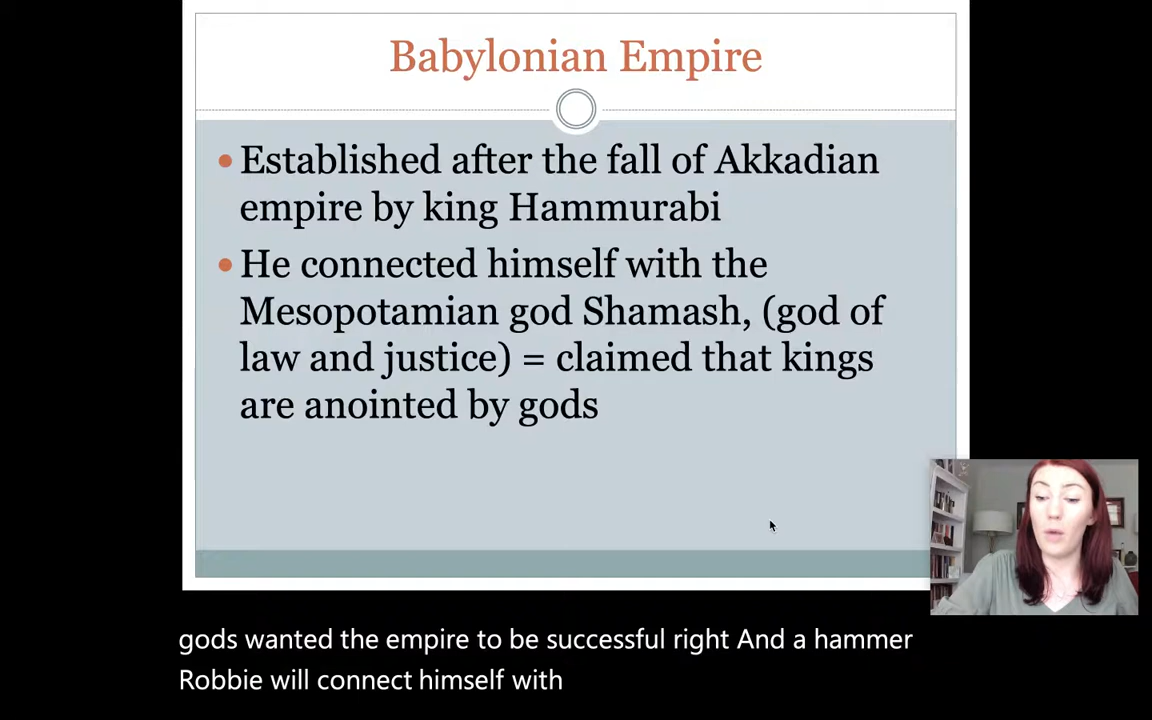 Babylonian Empire
Established after the fall of Akkadian
empire by king Hammurabi
He connected himself with the
Mesopotamian god Shamash, (god of
law and justice) = claimed that kings
are anointed by gods
gods wanted the empire to be successful right And a hammer
Robbie will connect himself with